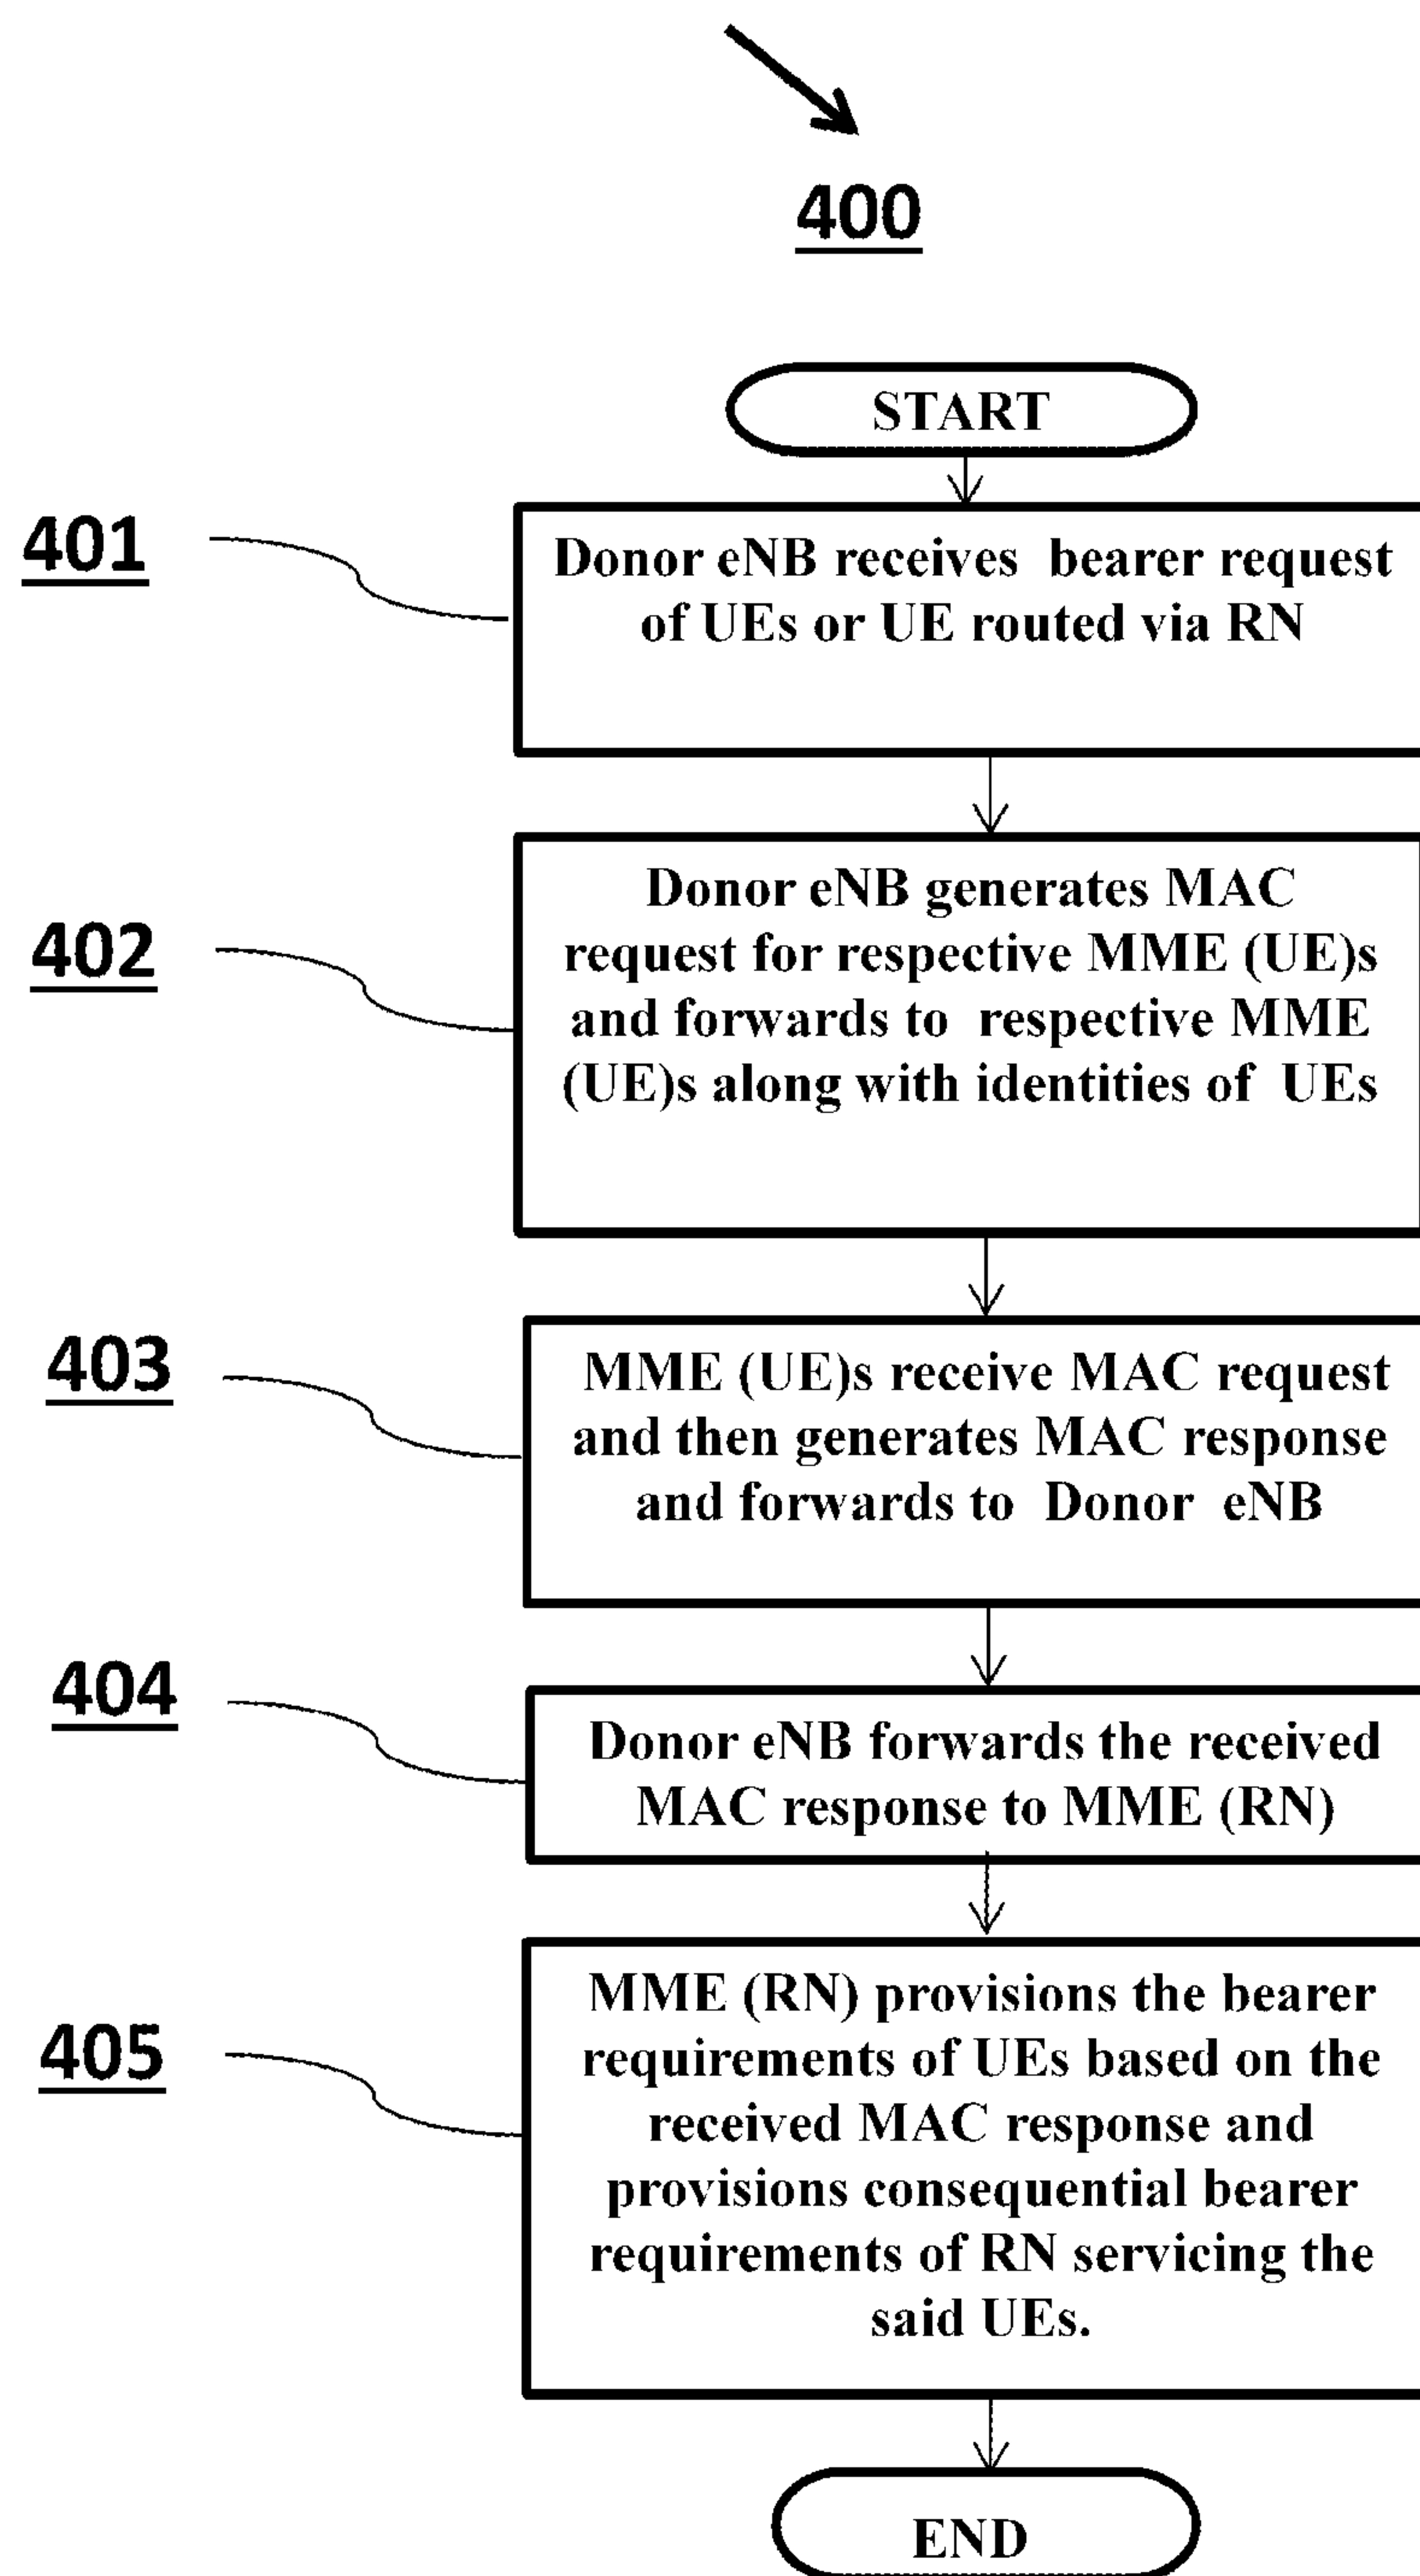 400
START
401
Donor eNB receives bearer request
of UEs or UE routed via RN
402
Donor eNB generates MAC
request for respective MME (UE)s
and forwards to respective MME
(UE)s along with identities of UEs
403
MME (UE)s receive MAC request
and then generates MAC response
and forwards to Donor eNB
404
Donor eNB forwards the received
MAC response to MME (RN)
405
MME (RN) provisions the bearer
requirements of UEs based on the
received MAC response and
provisions consequential bearer
requirements of RN servicing the
said UEs.
END